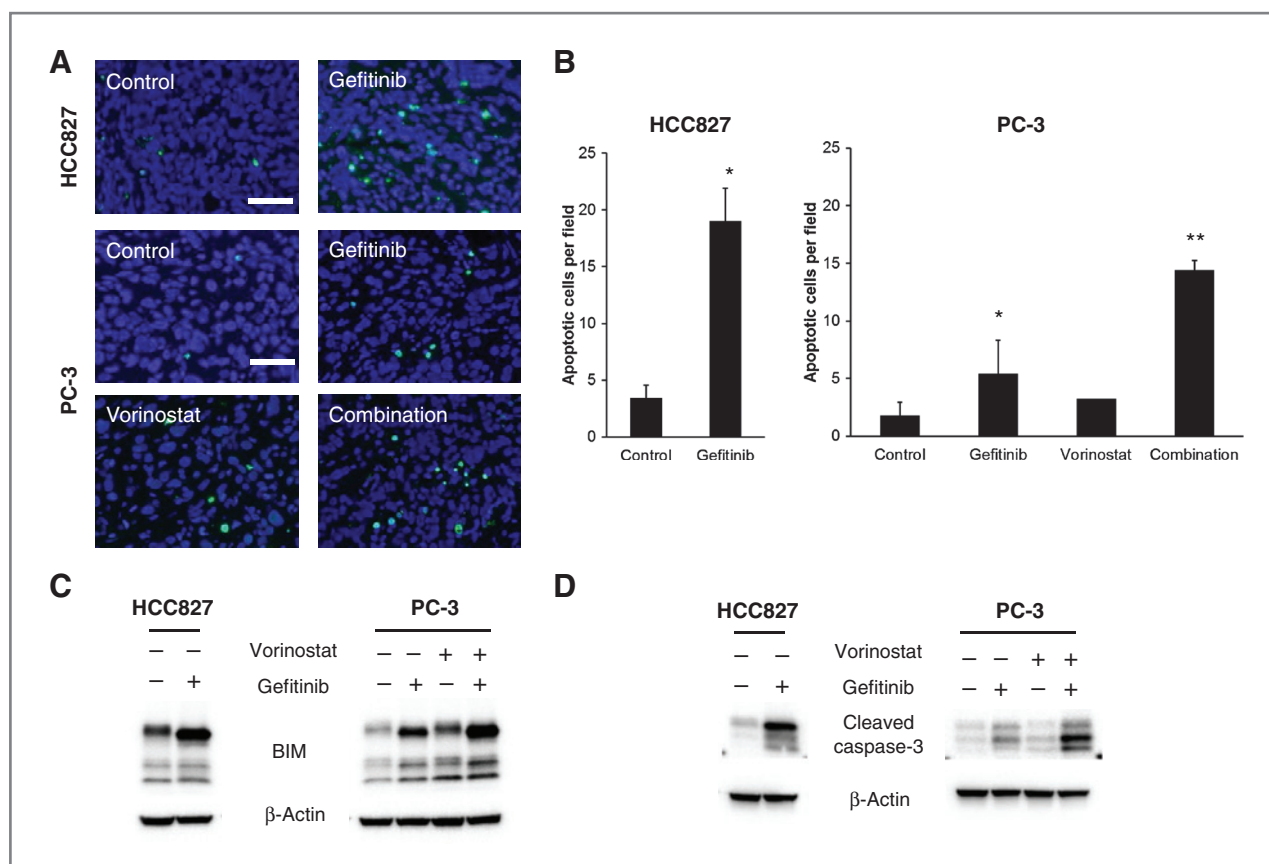 A
HCC827
Control
Gefitinib
PC-3
Control
Gefitinib
Vorinostat
Combination
B
HCC827
Apoptotic cells per field
25
20
15
10
5
0
*
Control
Gefitinib
PC-3
Apoptotic cells per field
25
20
15
10
5
0
*
**
Control
Gefitinib
Vorinostat
Combination
C
HCC827
PC-3
– – Vorinostat – – + +
– + Gefitinib – + – +
BIM
β-Actin
D
HCC827
PC-3
– – Vorinostat – – + +
– + Gefitinib – + – +
Cleaved
caspase-3
β-Actin